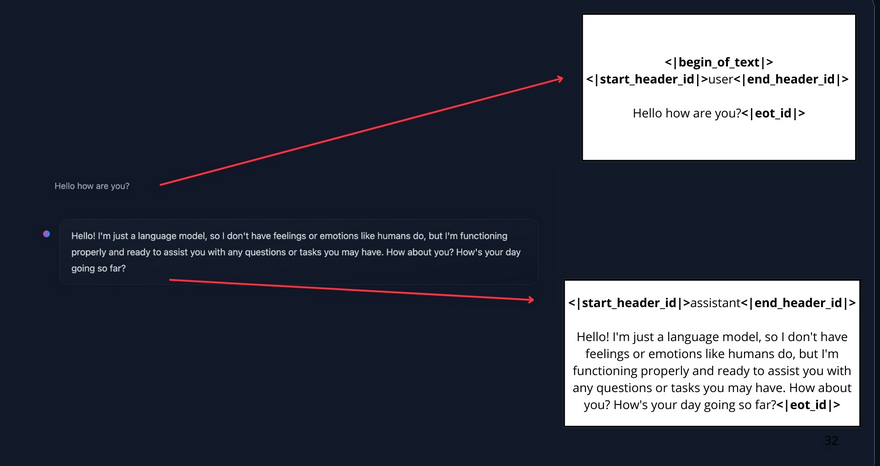 <|begin_of_text|>
<|start_header_id|>user<|end_header_id|>
Hello how are you?<|eot_id|>
Hello how are you?
Hello! I'm just a language model, so I don't have feelings or emotions like humans do, but I'm functioning
properly and ready to assist you with any questions or tasks you may have. How about you? How's your day
going so far?
<|start_header_id|>assistant<|end_header_id|>
Hello! I'm just a language model, so I don't have
feelings or emotions like humans do, but I'm
functioning properly and ready to assist you with
any questions or tasks you may have. How about
you? How's your day going so far?<|eot_id|>
32